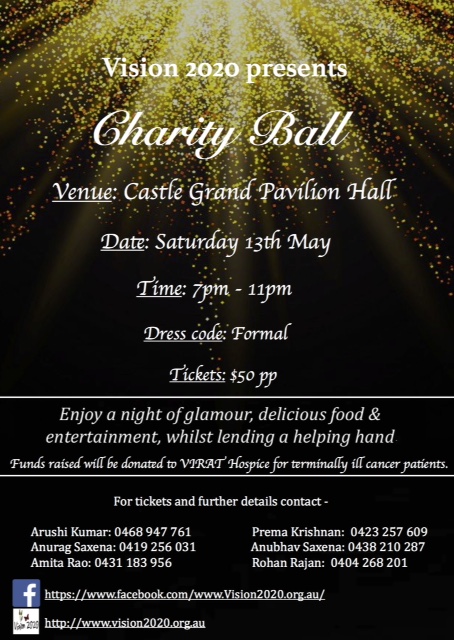 Vision 2020 presents
Charity Ball
Venue: Castle Grand Pavilion Hall
Date: Saturday 13th May
Time: 7pm - 11pm
Dress code: Formal
Tickets: $50 pp
Enjoy a night of glamour, delicious food &
entertainment, whilst lending a helping hand
Funds raised will be donated to VIRAT Hospice for terminally ill cancer patients.
For tickets and further details contact -
Arushi Kumar: 0468 947 761
Anurag Saxena: 0419 256 031
Amita Rao: 0431 183 956
Prema Krishnan: 0423 257 609
Anubhav Saxena: 0438 210 287
Rohan Rajan: 0404 268 201
f https://www.facebook.com/www.Vision2020.org.au/
Vision 2020 http://www.vision2020.org.au